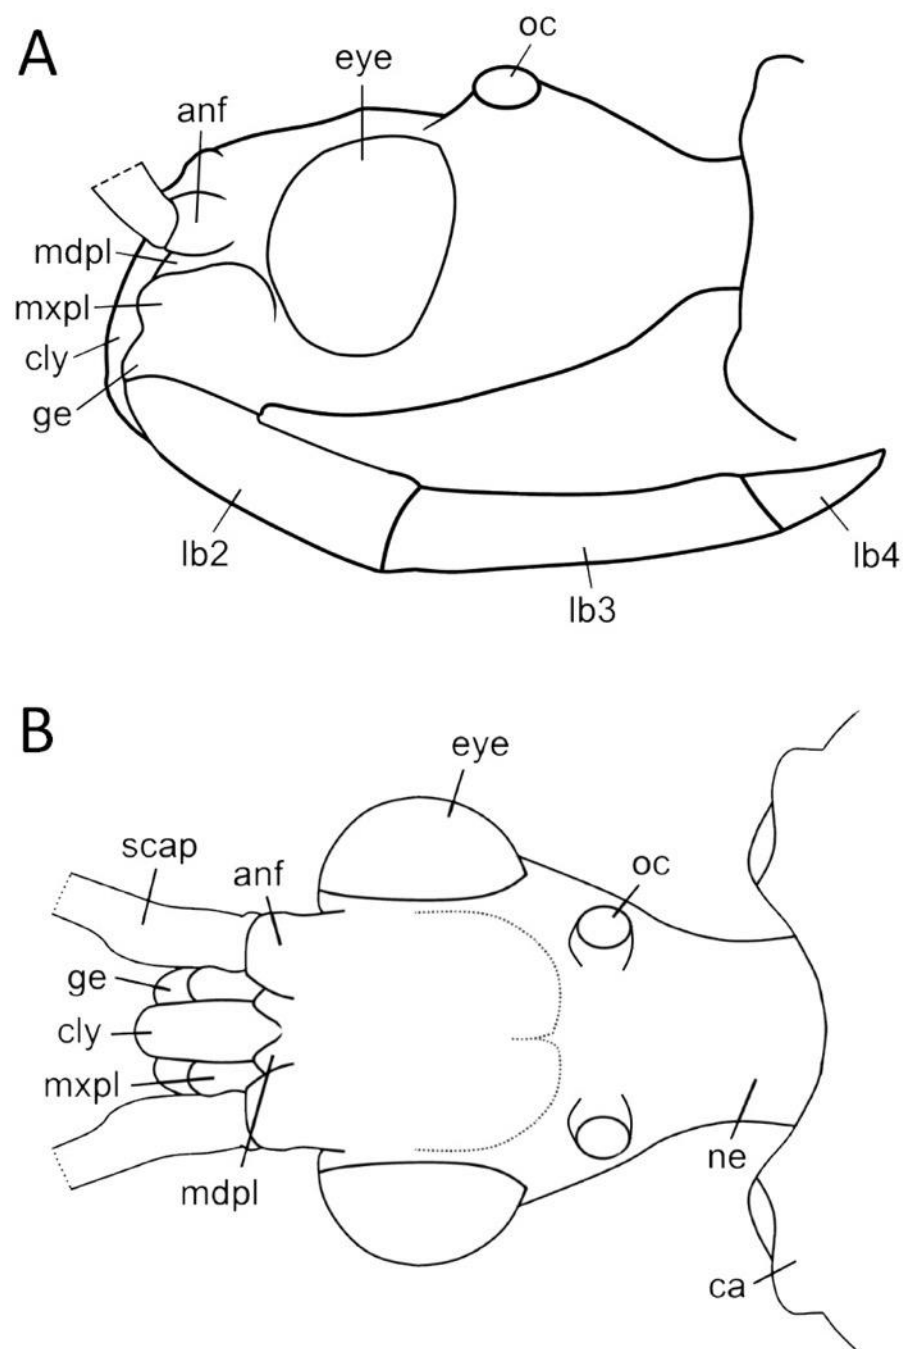 A
oc
eye
anf
mdpl
mxpl
cly
ge
lb2
lb3
lb4
B
eye
scap
anf
oc
ge
cly
mxpl
mdpl
ne
ca